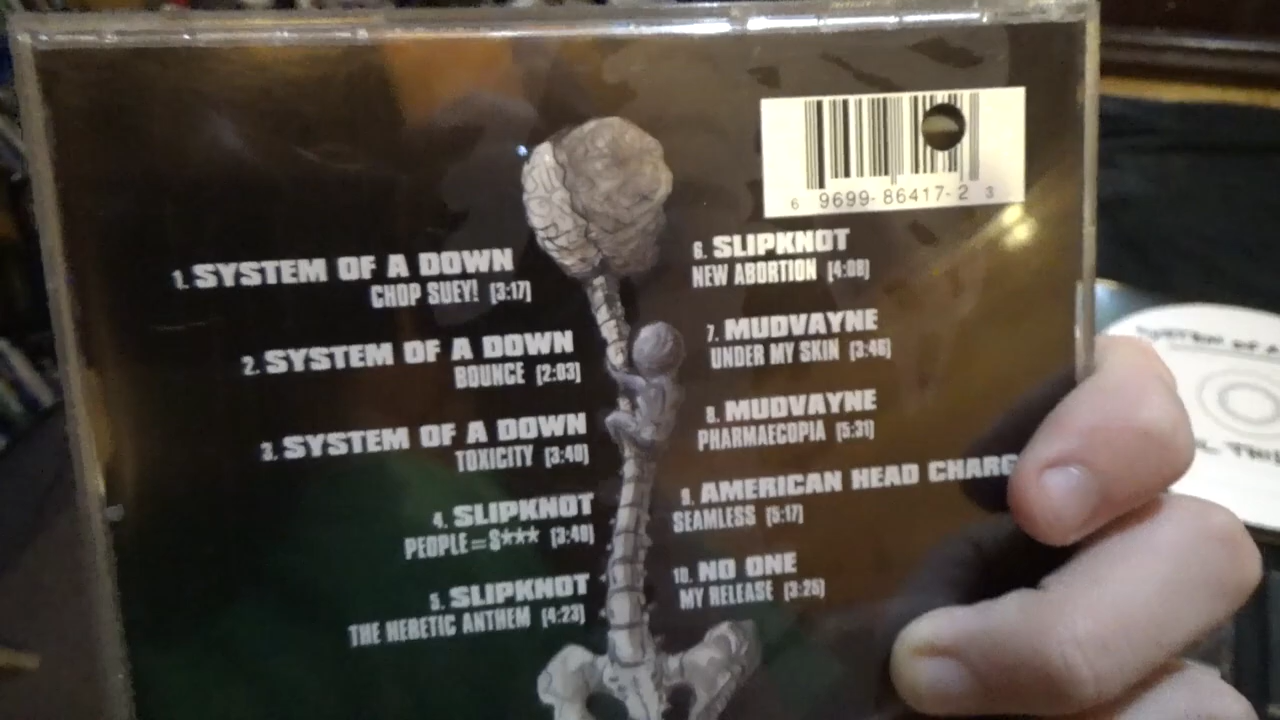 6 9699-86417-2 3
1. SYSTEM OF A DOWN
CHOP SUEY! [3:17]
2. SYSTEM OF A DOWN
BOUNCE [2:03]
3. SYSTEM OF A DOWN
TOXICITY [3:40]
4. SLIPKNOT
PEOPLE=S*** [3:49]
5. SLIPKNOT
THE HERETIC ANTHEM [4:23]
6. SLIPKNOT
NEW ABORTION [4:08]
7. MUDVAYNE
UNDER MY SKIN [3:46]
8. MUDVAYNE
PHARMAECOPIA [5:31]
9. AMERICAN HEAD CHARG
SEAMLESS [5:17]
10. NO ONE
MY RELEASE [3:25]
SYSTEM OF A